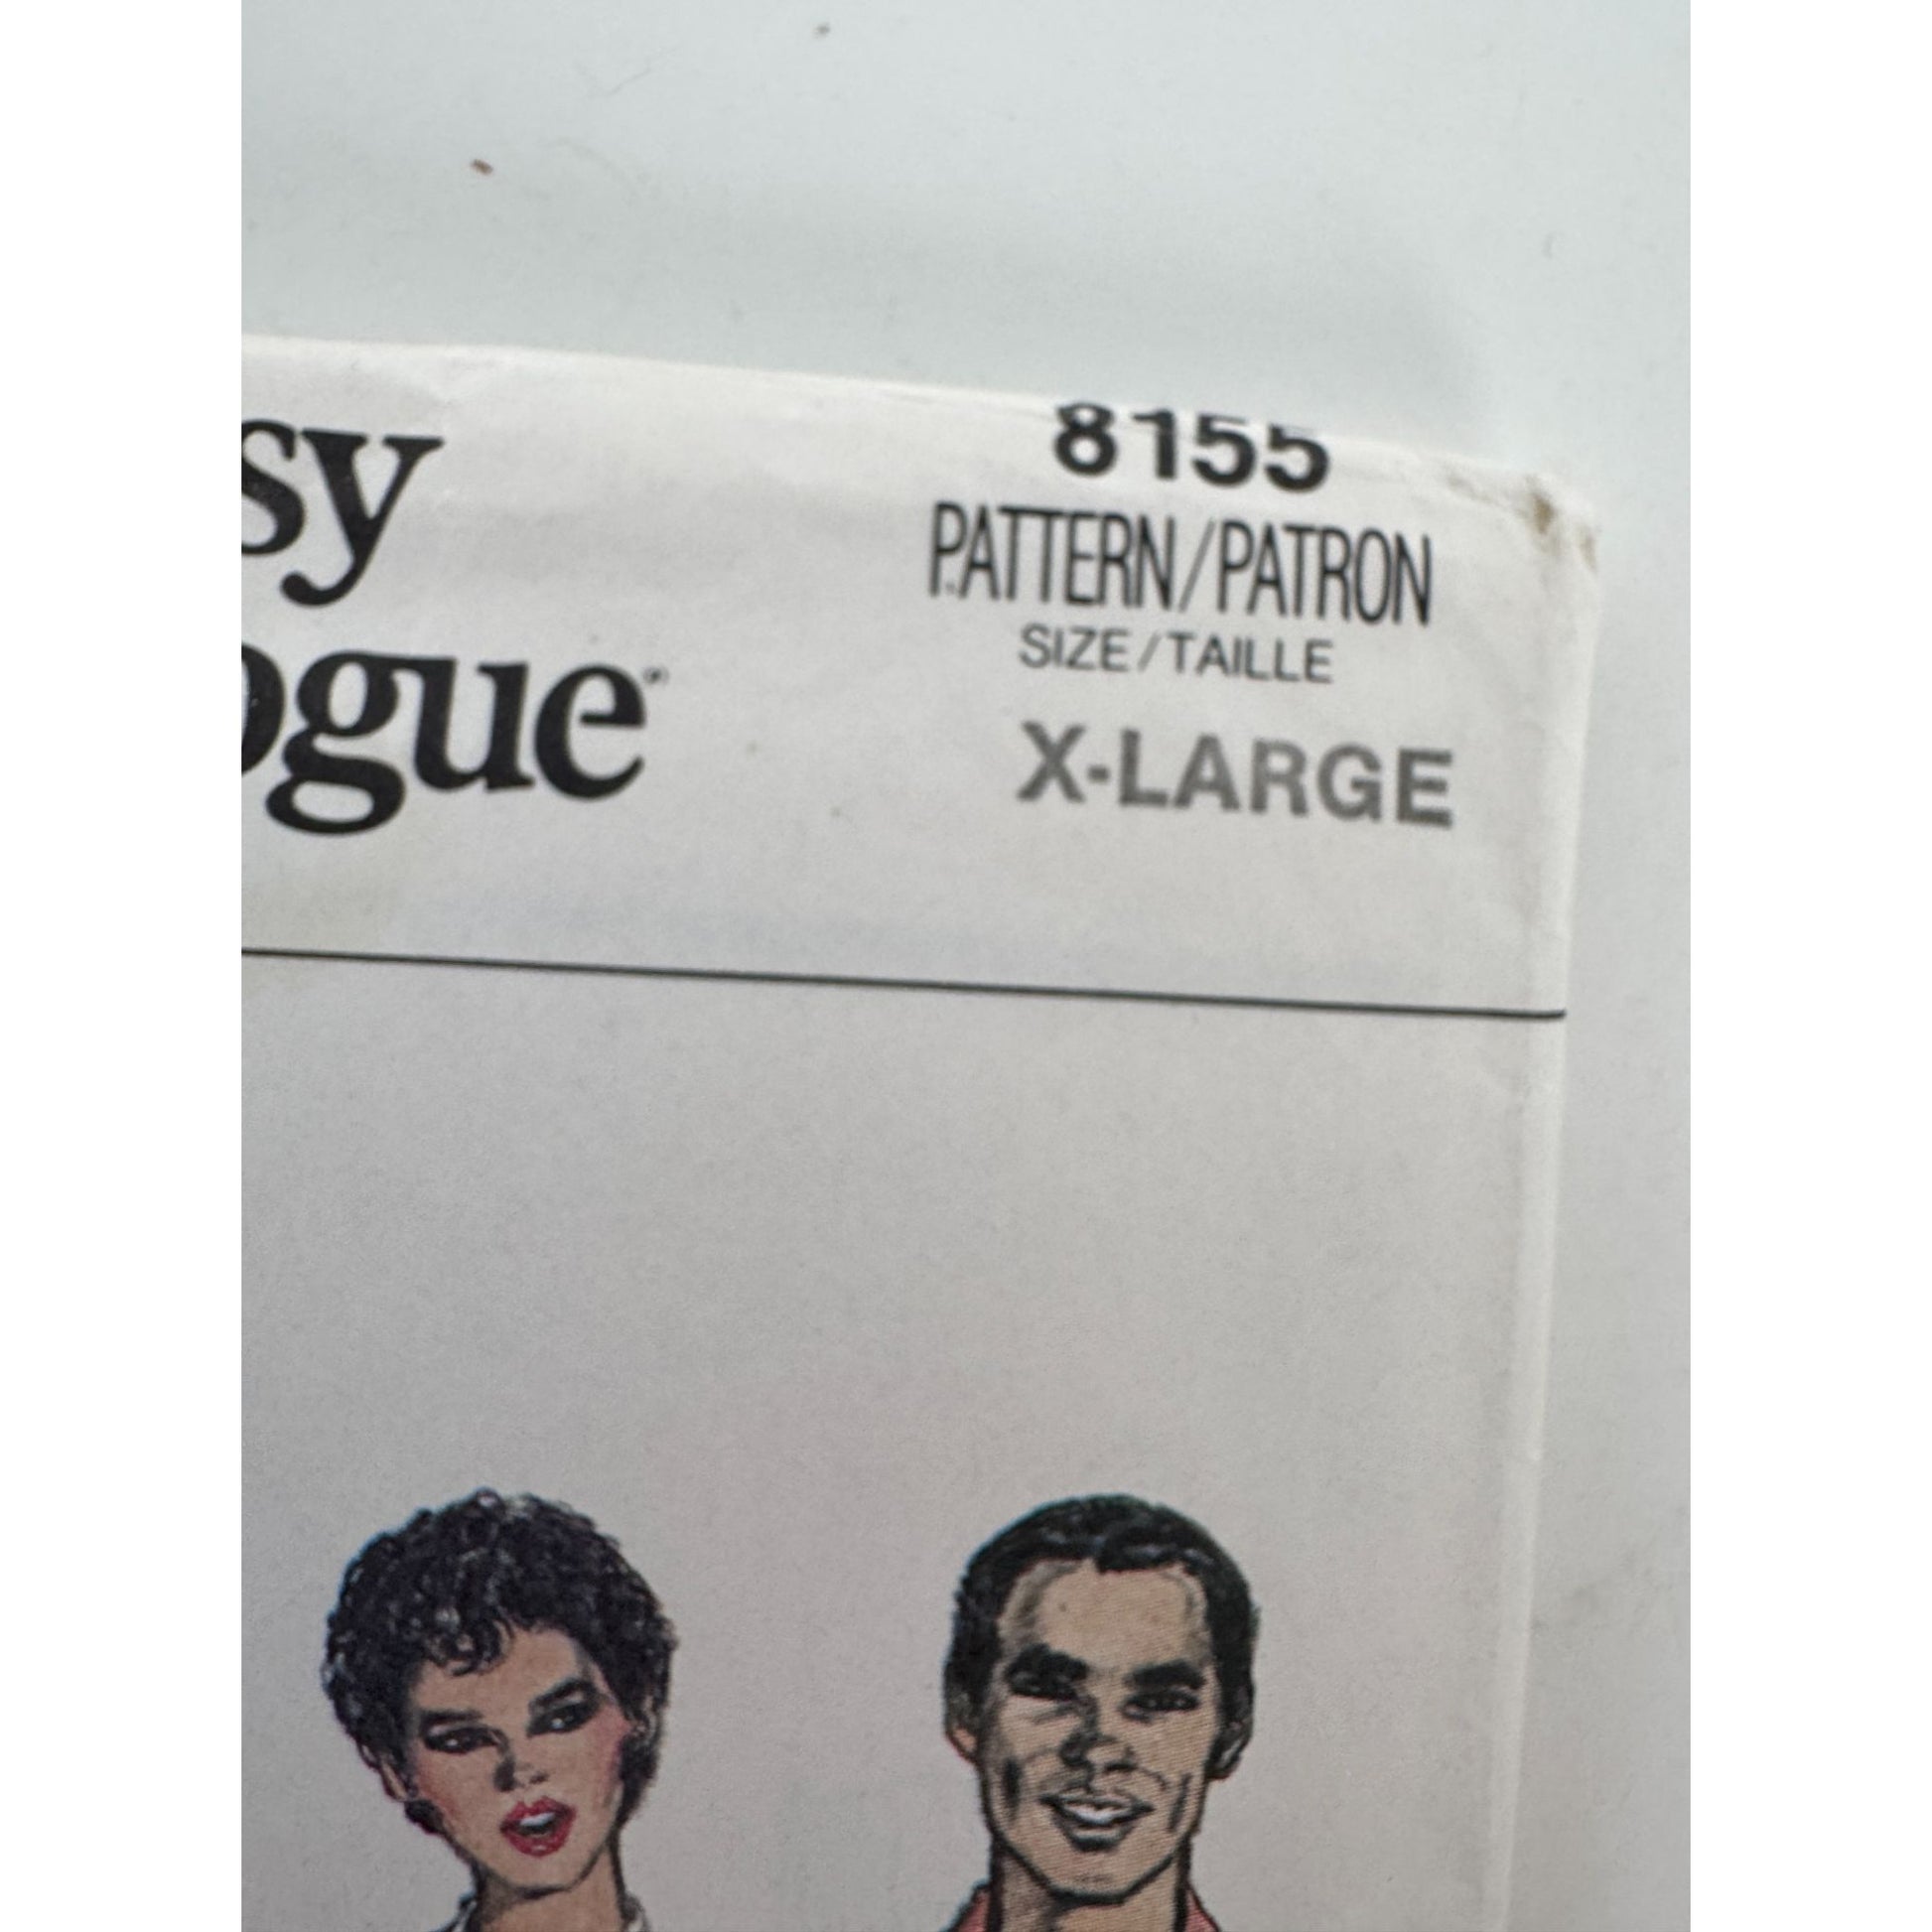 sy
ogue
8155
PATTERN/PATRON
SIZE/TAILLE
X-LARGE